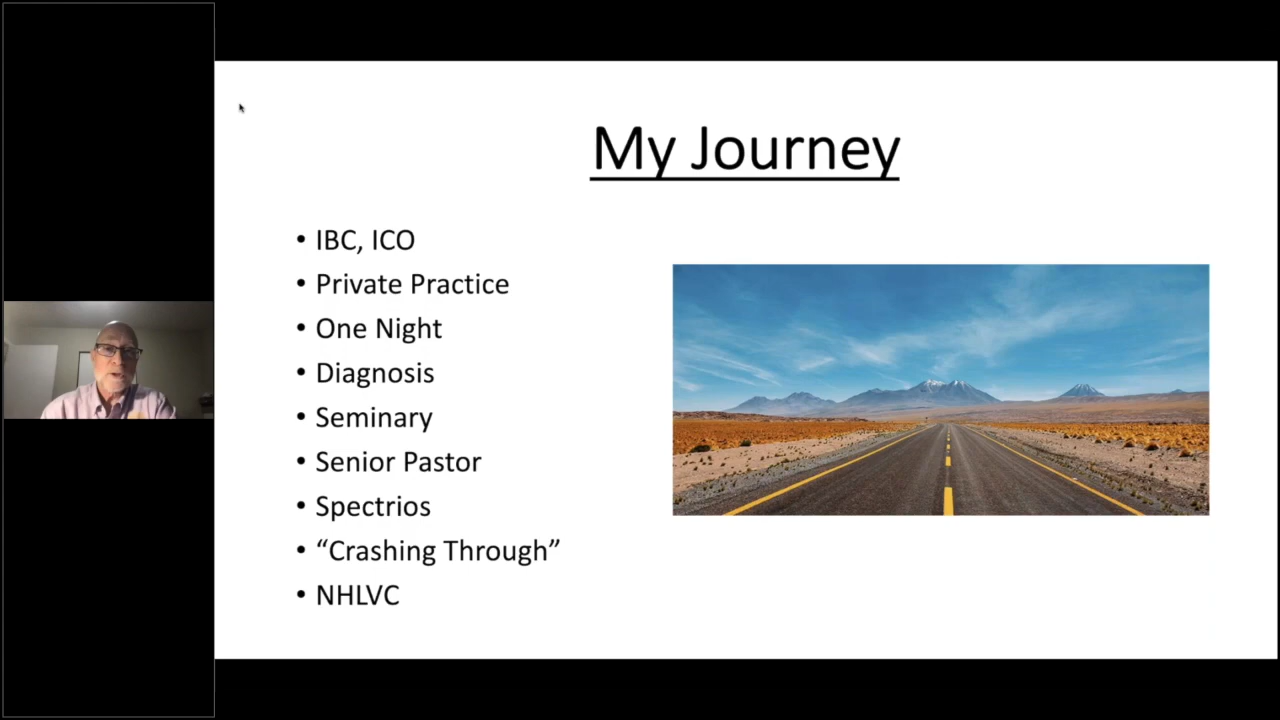 My Journey
• IBC, ICO
• Private Practice
• One Night
• Diagnosis
• Seminary
• Senior Pastor
• Spectrios
• “Crashing Through”
• NHLVC